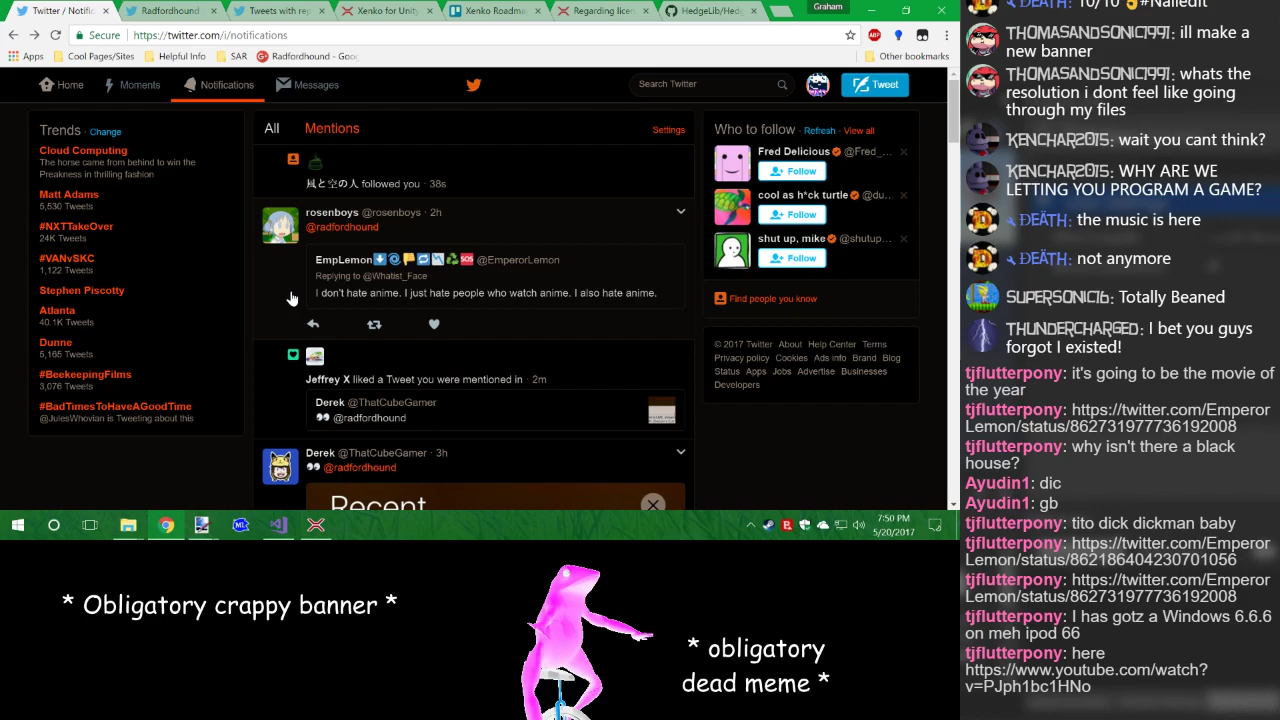 Twitter / Notific
Radfordhound
Tweets with rep
Xenko for Unity
Xenko Roadma
Regarding licen
HedgeLib/Hedg
Graham
Secure
https://twitter.com/i/notifications
Apps
Cool Pages/Sites
Helpful Info
SAR
Radfordhound - Goo
Other bookmarks
Home
Moments
Notifications
Messages
Search Twitter
Tweet
Trends · Change
Cloud Computing
The horse came from behind to win the
Preakness in thrilling fashion
Matt Adams
5,530 Tweets
#NXTTakeOver
24K Tweets
#VANvSKC
1,122 Tweets
Stephen Piscotty
Atlanta
40.1K Tweets
Dunne
5,165 Tweets
#BeekeepingFilms
3,076 Tweets
#BadTimesToHaveAGoodTime
@JulesWhovian is Tweeting about this
All
Mentions
Settings
風と空の人 followed you · 38s
rosenboys @rosenboys · 2h
@radfordhound
EmpLemon⬇🌀🏴🔁📉♻🆘 @EmperorLemon
Replying to @Whatist_Face
I don't hate anime. I just hate people who watch anime. I also hate anime.
Jeffrey X liked a Tweet you were mentioned in · 2m
Derek @ThatCubeGamer
👀 @radfordhound
Derek @ThatCubeGamer · 3h
👀 @radfordhound
Recent
Who to follow · Refresh · View all
Fred Delicious @Fred_...
Follow
cool as h*ck turtle @du...
Follow
shut up, mike @shutup...
Follow
Find people you know
© 2017 Twitter About Help Center Terms
Privacy policy Cookies Ads info Brand Blog
Status Apps Jobs Advertise Businesses
Developers
7:50 PM
5/20/2017
* Obligatory crappy banner *
* obligatory
dead meme *
DEÄTH: 10/10 👌#Nailedit
THOMASANDSONIC1991: ill make a
new banner
THOMASANDSONIC1991: whats the
resolution i dont feel like going
through my files
KENCHAR2015: wait you cant think?
KENCHAR2015: WHY ARE WE
LETTING YOU PROGRAM A GAME?
DEÄTH: the music is here
DEÄTH: not anymore
SUPERSONIC16: Totally Beaned
THUNDERCHARGED: I bet you guys
forgot I existed!
tjflutterpony: it's going to be the movie of
the year
tjflutterpony: https://twitter.com/Emperor
Lemon/status/862731977736192008
tjflutterpony: why isn't there a black
house?
Ayudin1: dic
Ayudin1: gb
tjflutterpony: tito dick dickman baby
tjflutterpony: https://twitter.com/Emperor
Lemon/status/862186404230701056
tjflutterpony: https://twitter.com/Emperor
Lemon/status/862731977736192008
tjflutterpony: I has gotz a Windows 6.6.6
on meh ipod 66
tjflutterpony: here
https://www.youtube.com/watch?
v=PJph1bc1HNo